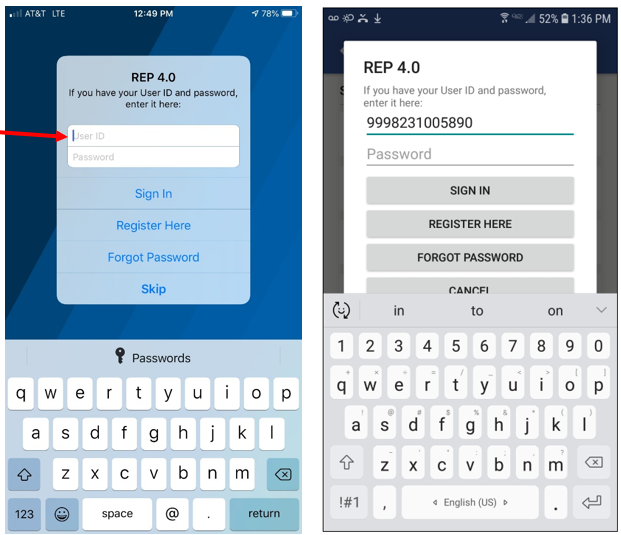 AT&T LTE 12:49 PM 78%
REP 4.0
If you have your User ID and password,
enter it here:
User ID
Password
Sign In
Register Here
Forgot Password
Skip
Passwords
q w e r t y u i o p
a s d f g h j k l
z x c v b n m
123 space @ . return
52% 1:36 PM
REP 4.0
If you have your User ID and password,
enter it here:
9998231005890
Password
SIGN IN
REGISTER HERE
FORGOT PASSWORD
CANCEL
in to on
1 2 3 4 5 6 7 8 9 0
q w e r t y u i o p
a s d f g h j k l
z x c v b n m
!#1 , English (US) .